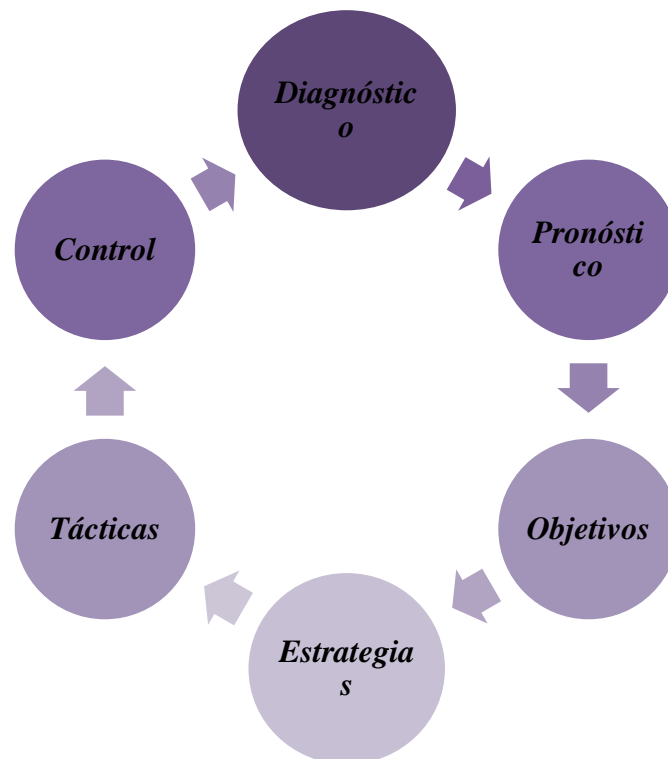 Diagnóstic
o
Pronósti
co
Objetivos
Estrategia
s
Tácticas
Control